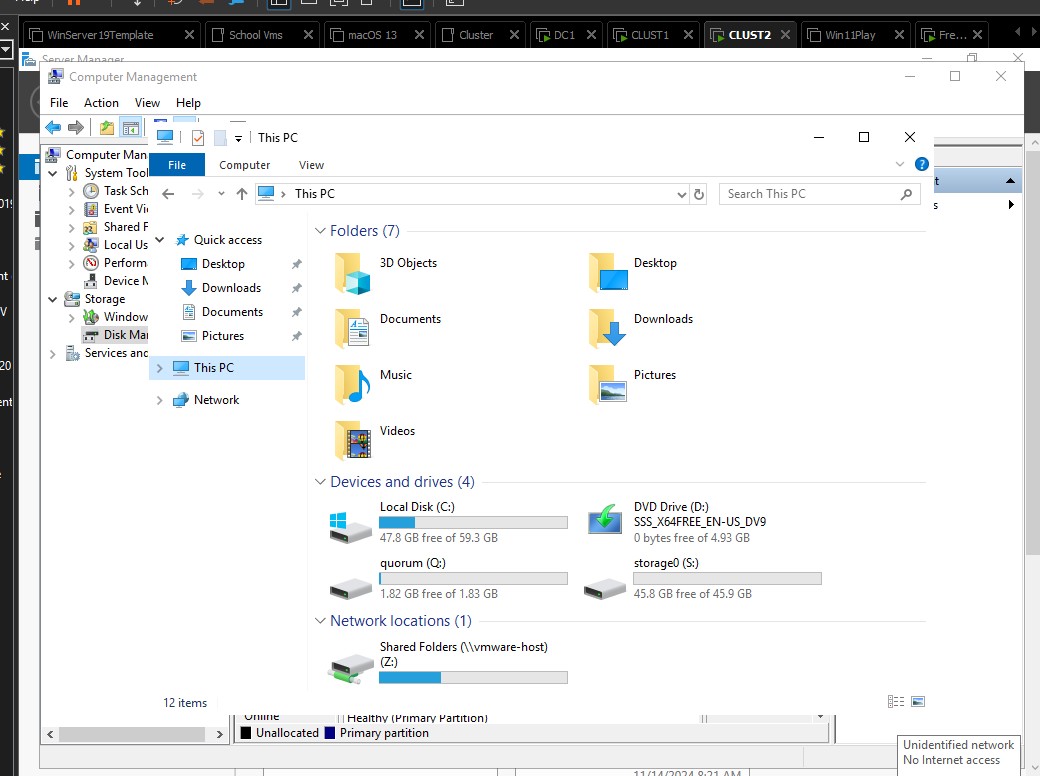 Help
WinServer19Template
School Vms
macOS 13
Cluster
DC1
CLUST1
CLUST2
Win11Play
Fre...
Server Manager
Computer Management
File Action View Help
This PC
File Computer View
This PC
Search This PC
Computer Man
System Tool
Task Sch
Event Vi
Shared F
Local Us
Perform
Device M
Storage
Window
Disk Mar
Services and
Quick access
Desktop
Downloads
Documents
Pictures
This PC
Network
Folders (7)
3D Objects
Desktop
Documents
Downloads
Music
Pictures
Videos
Devices and drives (4)
Local Disk (C:)
47.8 GB free of 59.3 GB
DVD Drive (D:)
SSS_X64FREE_EN-US_DV9
0 bytes free of 4.93 GB
quorum (Q:)
1.82 GB free of 1.83 GB
storage0 (S:)
45.8 GB free of 45.9 GB
Network locations (1)
Shared Folders (\\vmware-host)
(Z:)
12 items
Online
Healthy (Primary Partition)
Unallocated Primary partition
Unidentified network
No Internet access
11/14/2024 8:21 AM